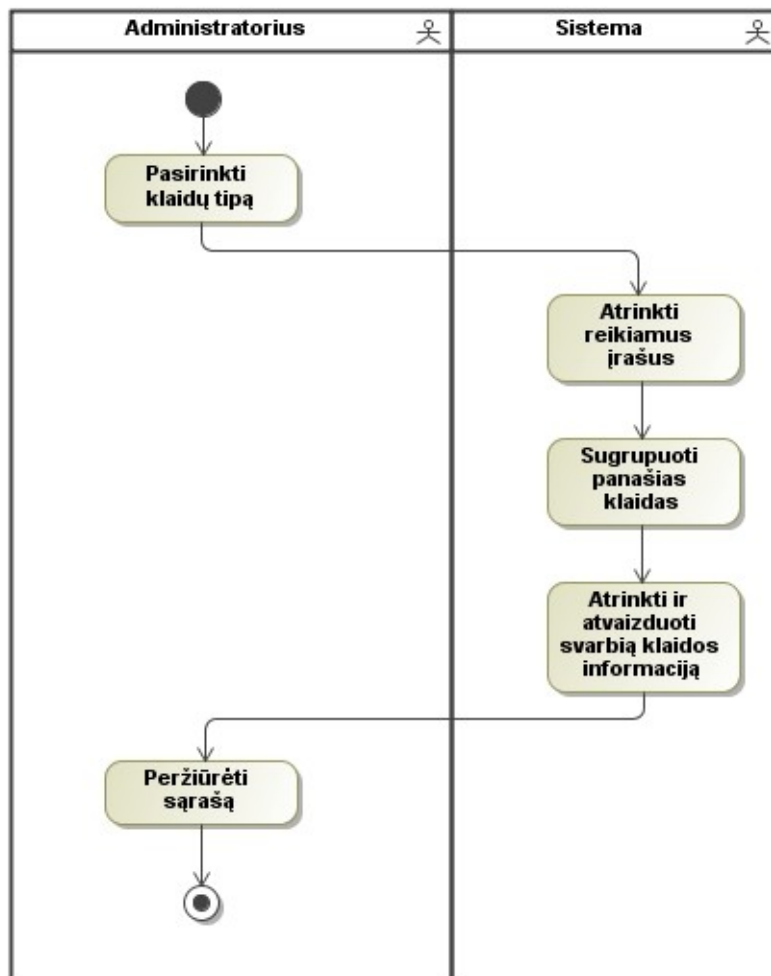 Administratorius
Sistema
Pasirinkti
klaidų tipą
Atrinkti
reikiamus
įrašus
Sugrupuoti
panašias
klaidas
Atrinkti ir
atvaizduoti
svarbią klaidos
informaciją
Peržiūrėti
sąrašą